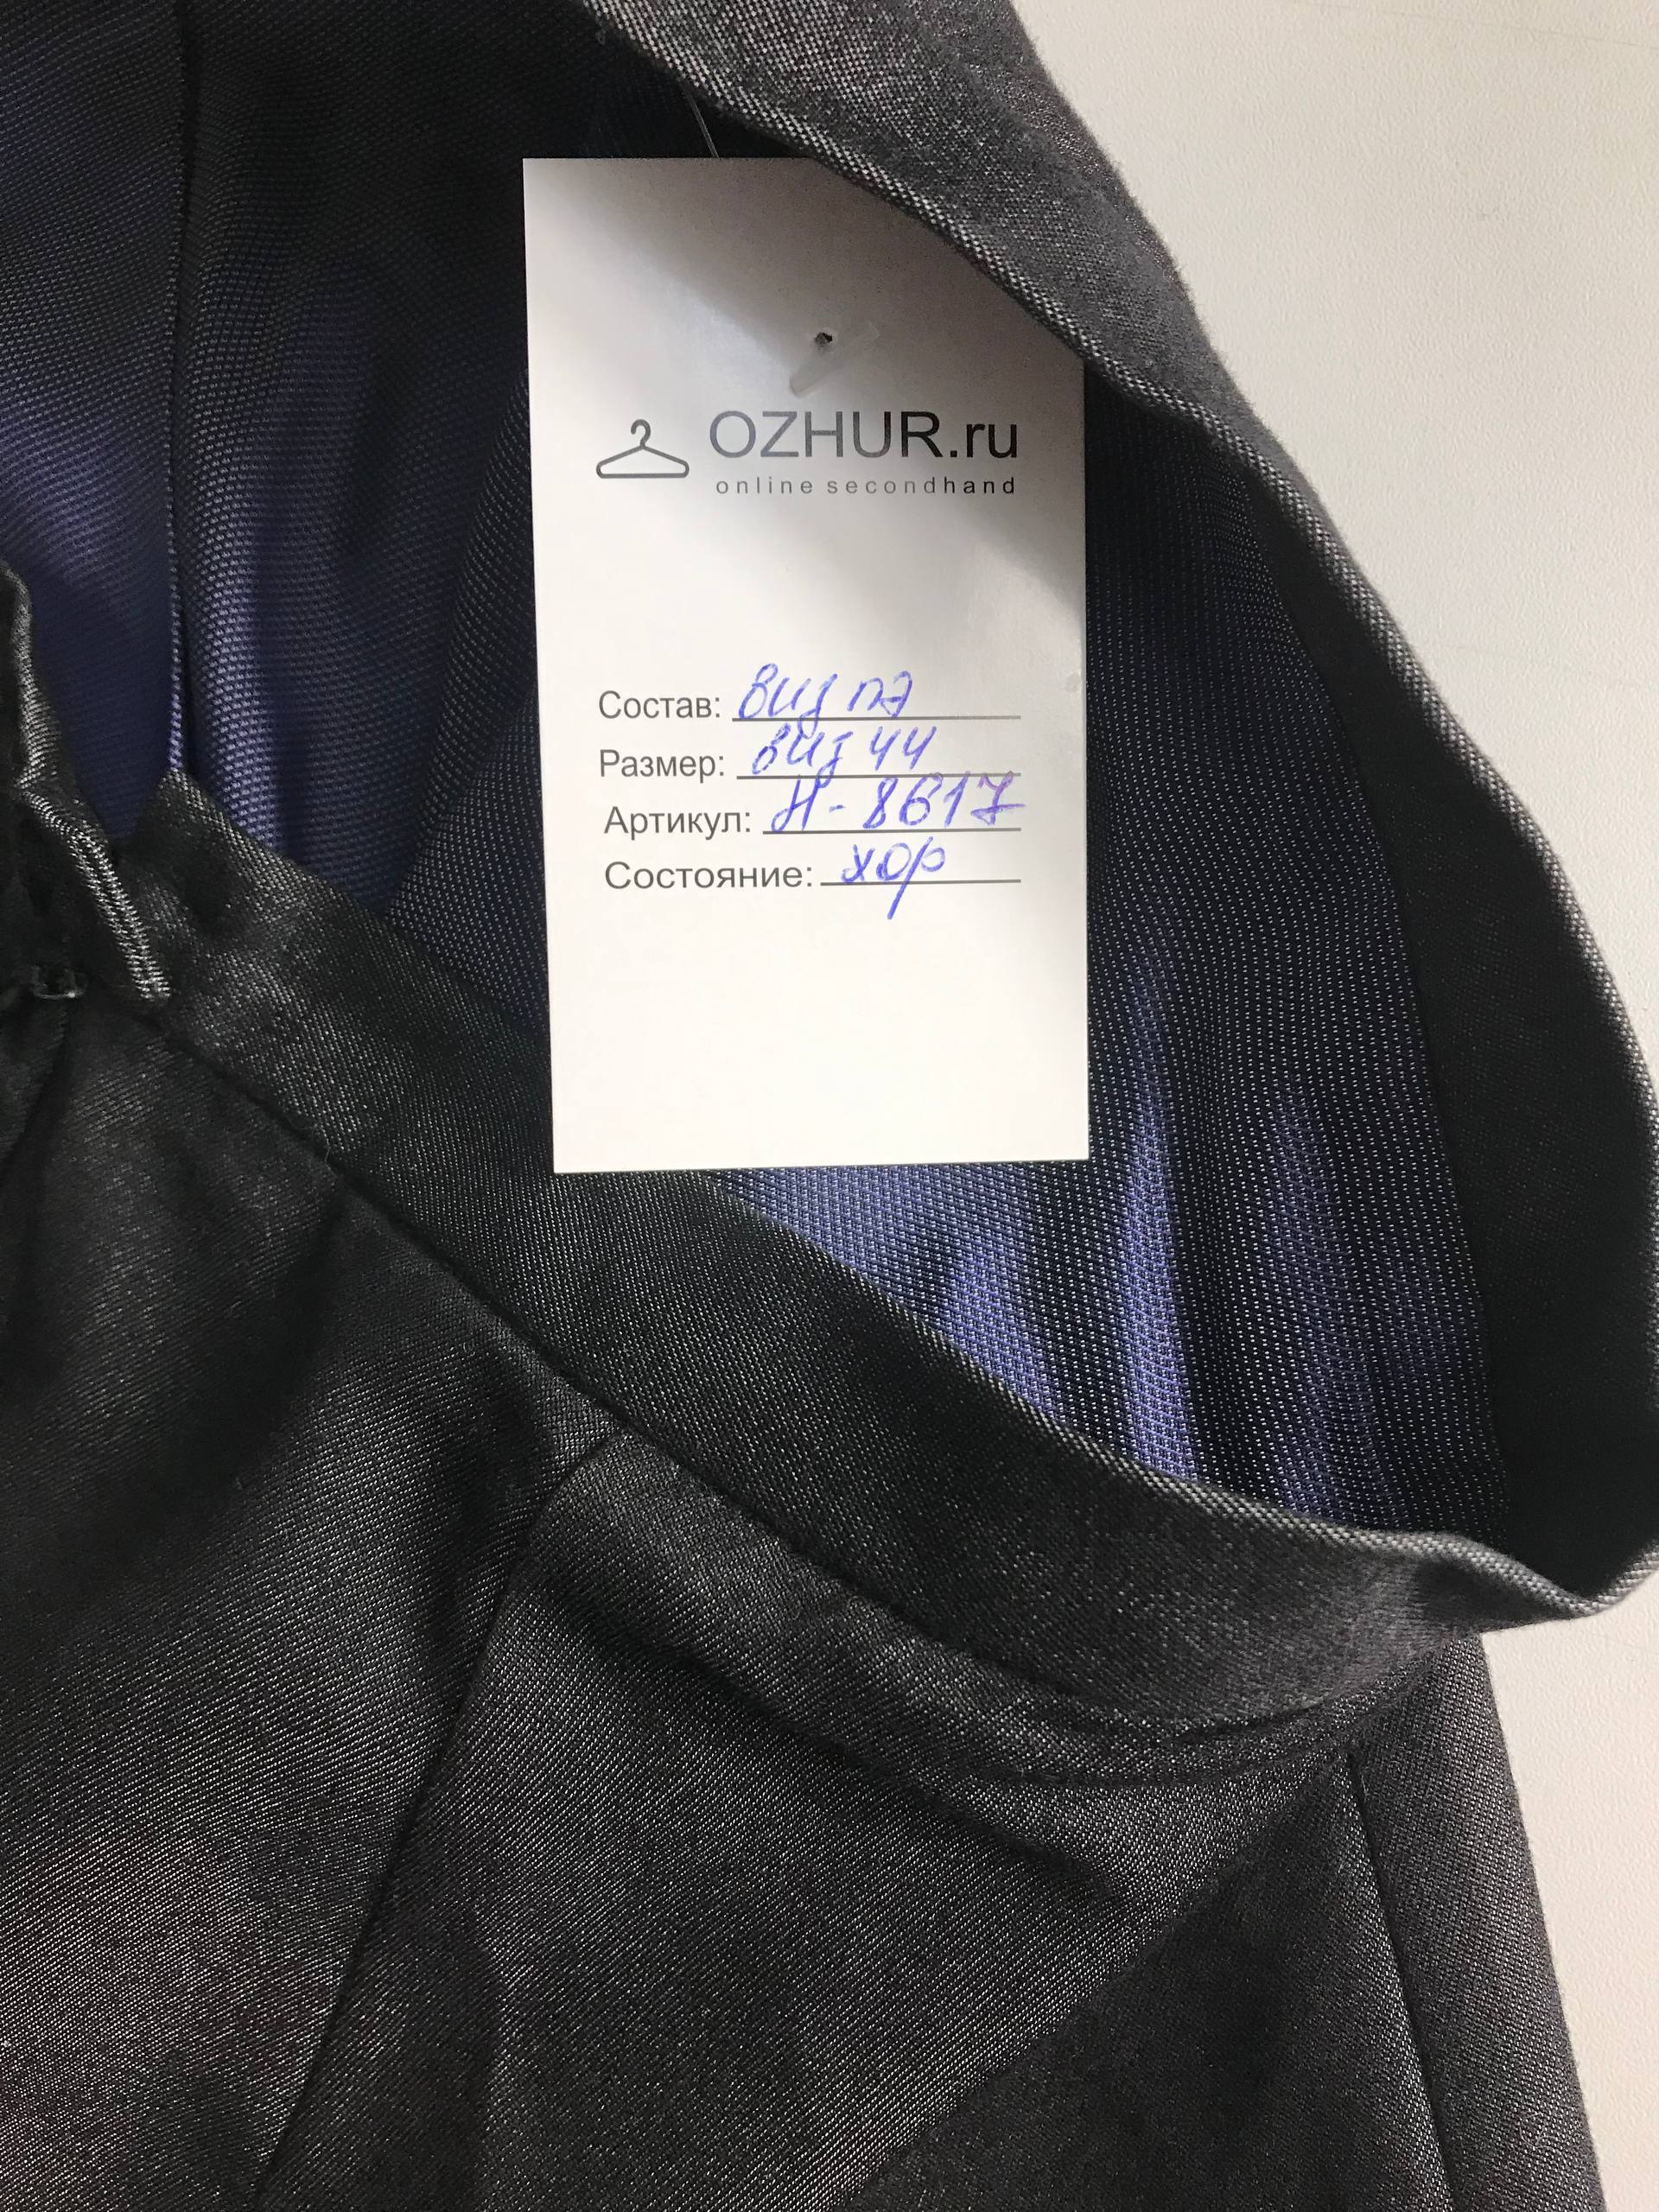 OZHUR.ru
online secondhand
Состав: виз пэ
Размер: виз 44
Артикул: Н-8617
Состояние: хор